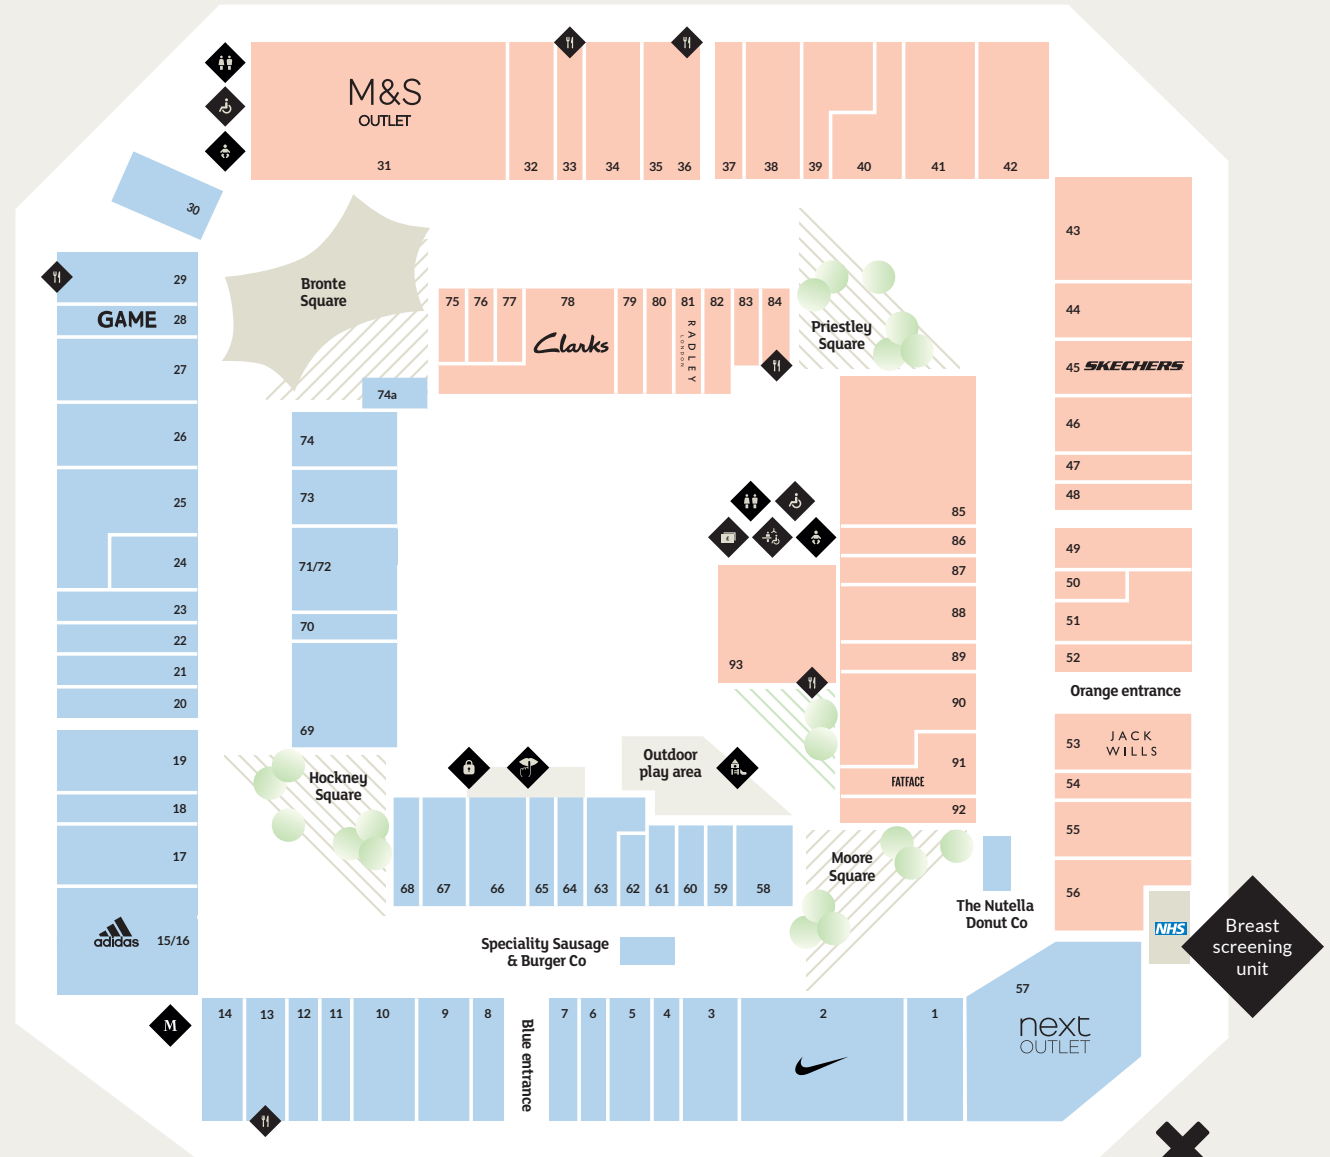 M&S
OUTLET
31
32
33
34
35
36
37
38
39
40
41
42
30
29
GAME 28
27
26
25
24
23
22
21
20
19
18
17
adidas 15/16
Bronte
Square
75
76
77
78
79
80
81
82
83
84
Clarks
RADLEY
LONDON
Priestley
Square
43
44
45 SKECHERS
46
47
48
49
50
51
52
Orange entrance
53 JACK
WILLS
54
55
56
74a
74
73
71/72
70
69
85
86
87
88
89
90
91
FATFACE
92
93
Hockney
Square
Outdoor
play area
68
67
66
65
64
63
62
61
60
59
58
Moore
Square
The Nutella
Donut Co
Speciality Sausage
& Burger Co
NHS
Breast
screening
unit
M
14
13
12
11
10
9
8
Blue entrance
7
6
5
4
3
2
1
57
next
OUTLET